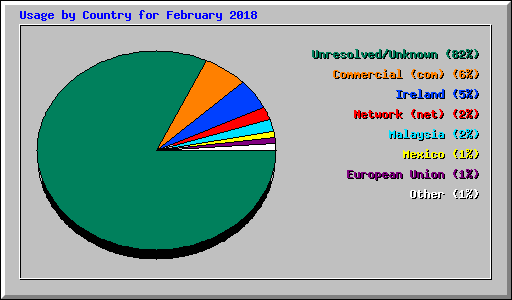 Usage by Country for February 2018
Unresolved/Unknown (82%)
Commercial (com) (6%)
Ireland (5%)
Network (net) (2%)
Malaysia (2%)
Mexico (1%)
European Union (1%)
Other (1%)